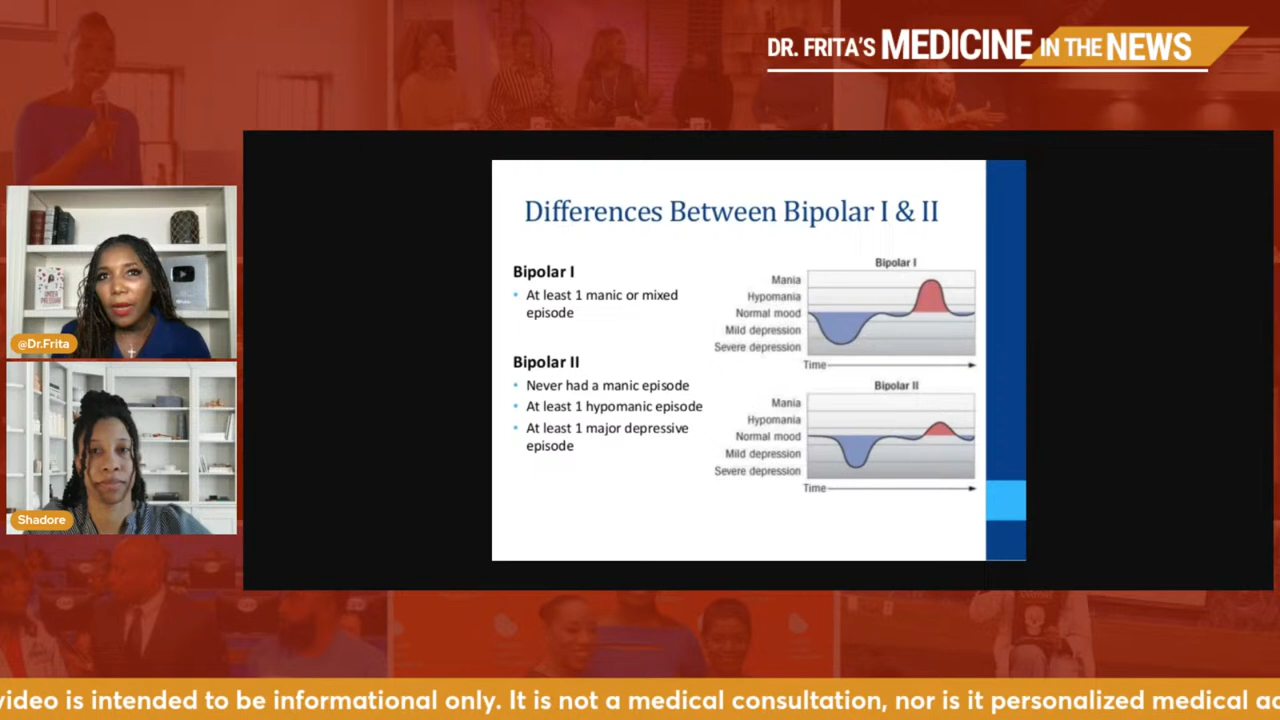 DR. FRITA'S MEDICINE IN THE NEWS
Differences Between Bipolar I & II
Bipolar I
• At least 1 manic or mixed
episode
Bipolar II
• Never had a manic episode
• At least 1 hypomanic episode
• At least 1 major depressive
episode
Bipolar I
Mania
Hypomania
Normal mood
Mild depression
Severe depression
Time
Bipolar II
Mania
Hypomania
Normal mood
Mild depression
Severe depression
Time
UNDER
PRESSURE
@Dr.Frita
Shadore
video is intended to be informational only. It is not a medical consultation, nor is it personalized medical